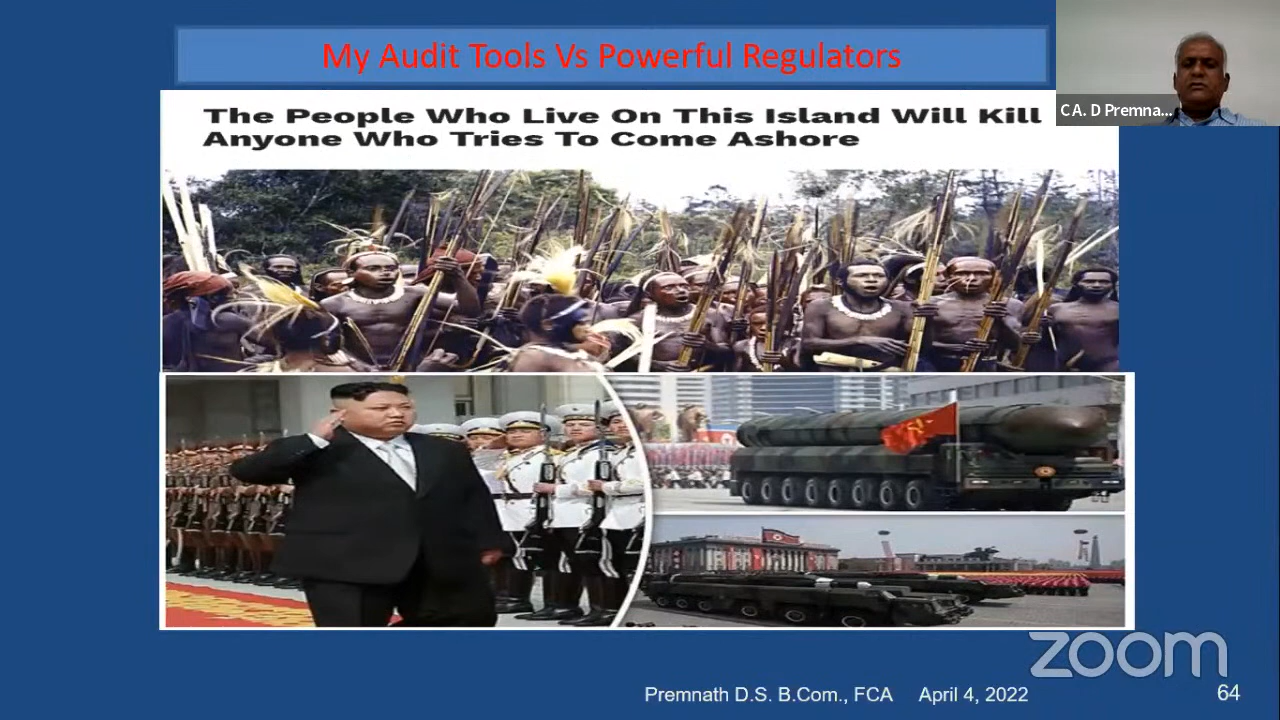 My Audit Tools Vs Powerful Regulators
The People Who Live On This Island Will Kill
Anyone Who Tries To Come Ashore
CA. D Premna...
zoom
Premnath D.S. B.Com., FCA April 4, 2022
64